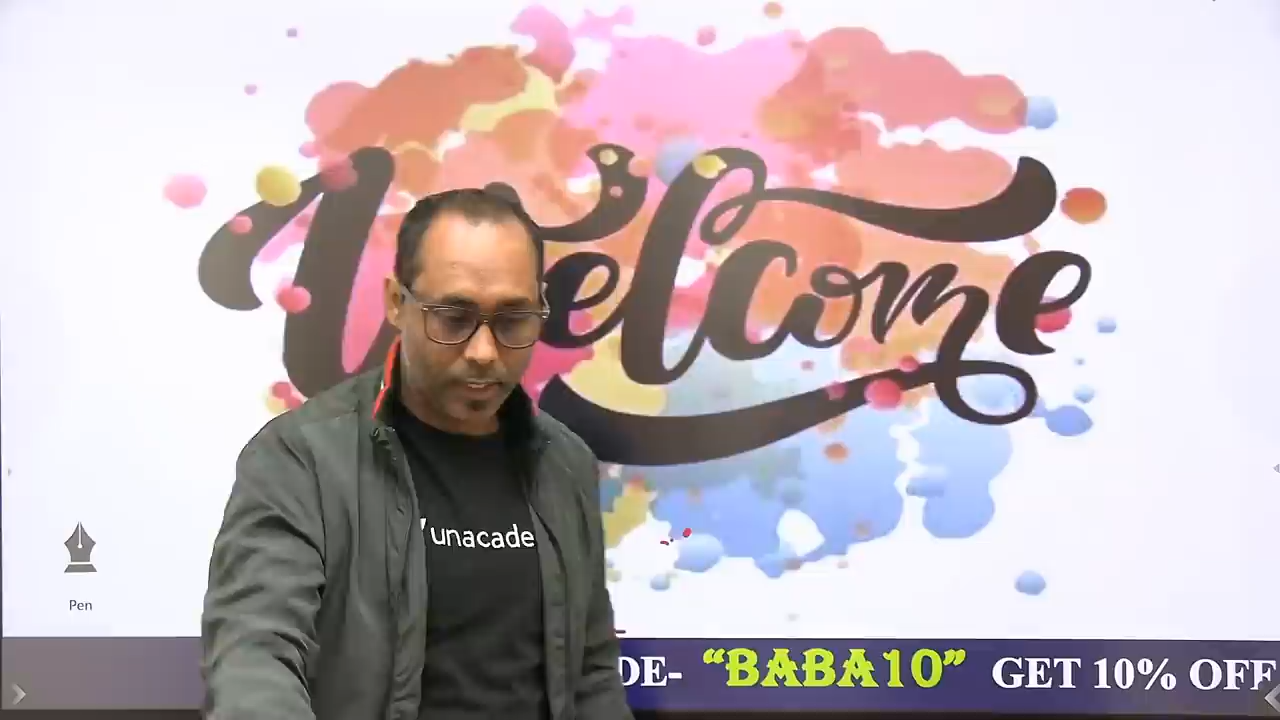 Welcome
unacade
Pen
DE- “BABA10” GET 10% OFF